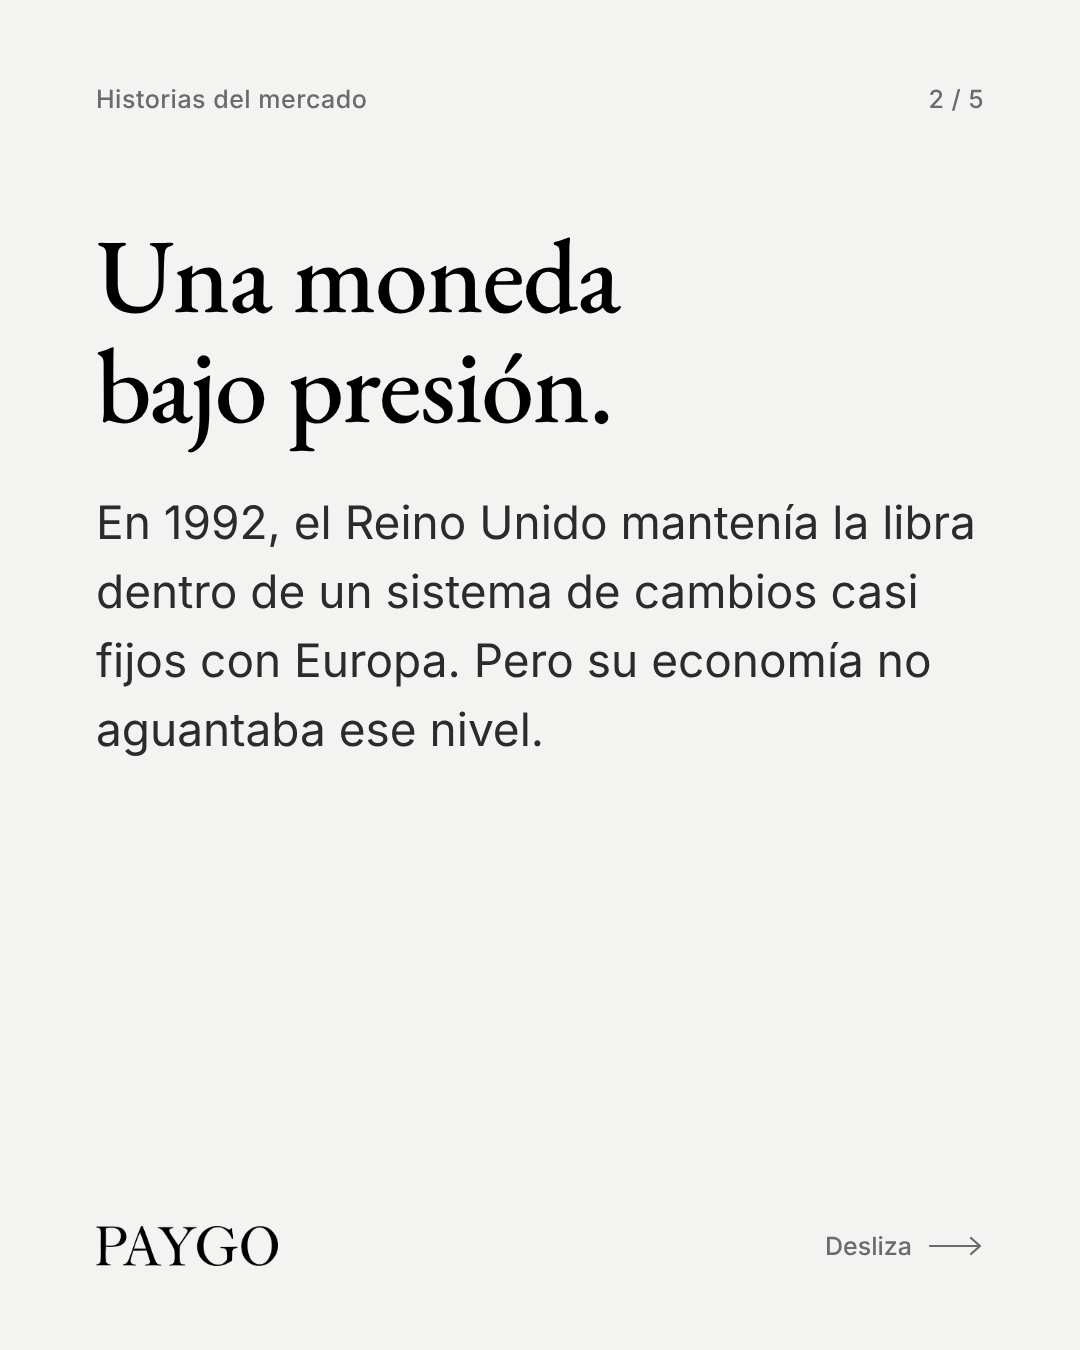 Historias del mercado
2 / 5
Una moneda
bajo presión.
En 1992, el Reino Unido mantenía la libra
dentro de un sistema de cambios casi
fijos con Europa. Pero su economía no
aguantaba ese nivel.
PAYGO
Desliza